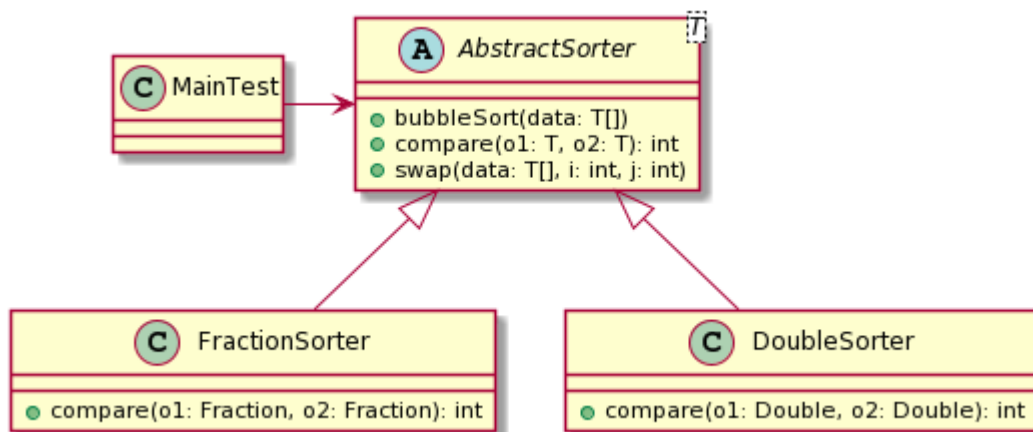 T
A AbstractSorter
C MainTest
bubbleSort(data: T[])
compare(o1: T, o2: T): int
swap(data: T[], i: int, j: int)
C FractionSorter
compare(o1: Fraction, o2: Fraction): int
C DoubleSorter
compare(o1: Double, o2: Double): int